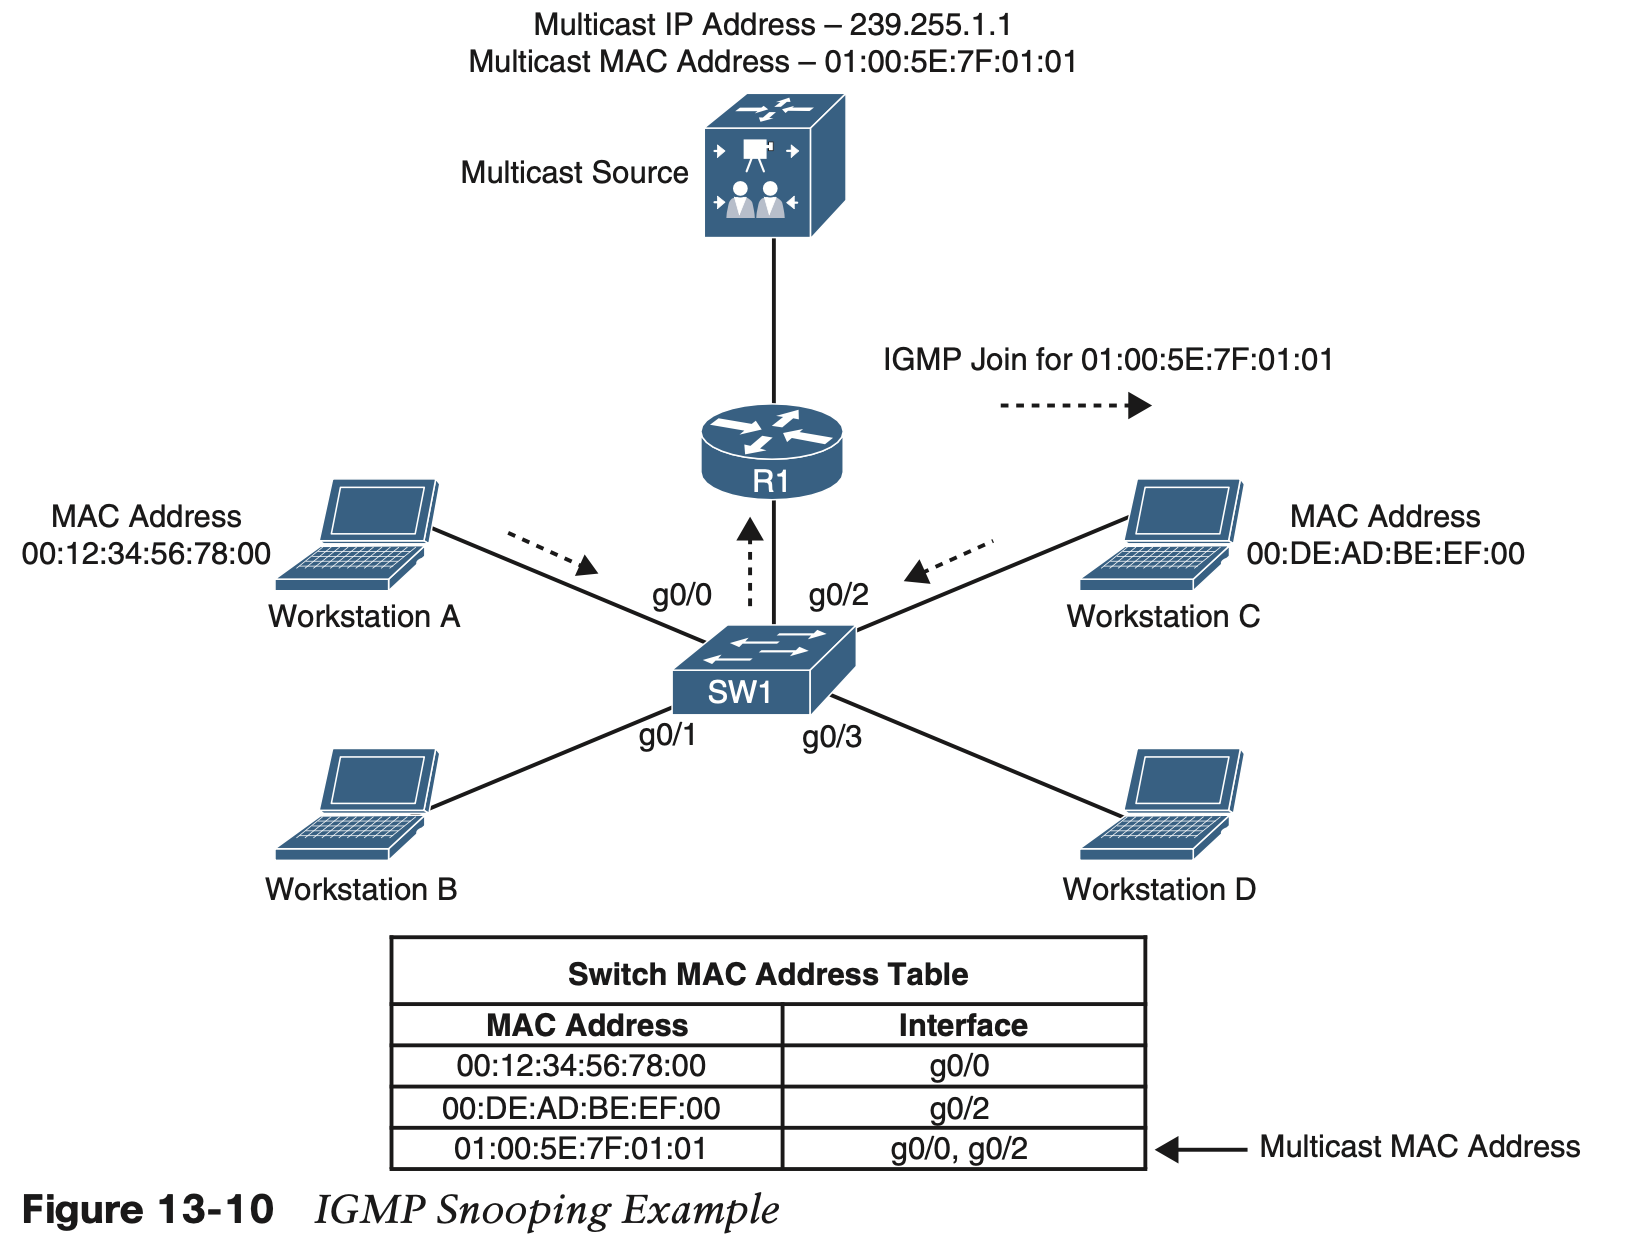 Multicast IP Address – 239.255.1.1
Multicast MAC Address – 01:00:5E:7F:01:01
Multicast Source
IGMP Join for 01:00:5E:7F:01:01
R1
MAC Address
00:12:34:56:78:00
Workstation A
MAC Address
00:DE:AD:BE:EF:00
Workstation C
g0/0
g0/2
SW1
g0/1
g0/3
Workstation B
Workstation D
Switch MAC Address Table
MAC Address Interface
00:12:34:56:78:00 g0/0
00:DE:AD:BE:EF:00 g0/2
01:00:5E:7F:01:01 g0/0, g0/2
Multicast MAC Address
Figure 13-10 IGMP Snooping Example